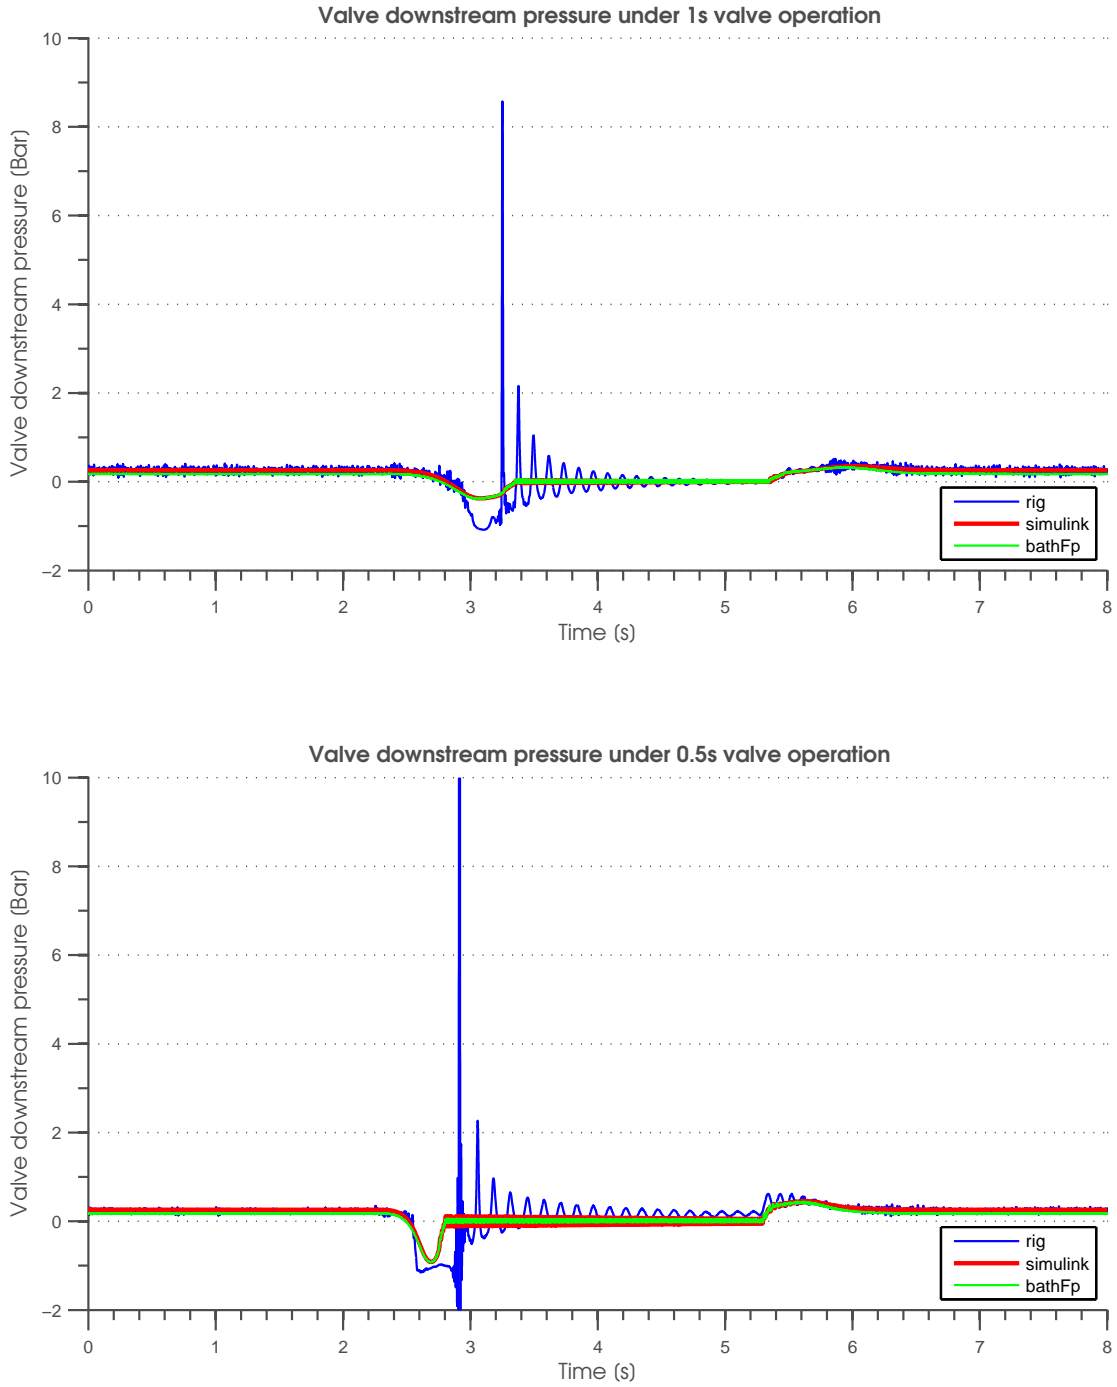 Valve downstream pressure under 1s valve operation
10
8
6
4
2
0
−2
Valve downstream pressure (Bar)
0 1 2 3 4 5 6 7 8
Time (s)
rig
simulink
bathFp
Valve downstream pressure under 0.5s valve operation
10
8
6
4
2
0
−2
Valve downstream pressure (Bar)
0 1 2 3 4 5 6 7 8
Time (s)
rig
simulink
bathFp